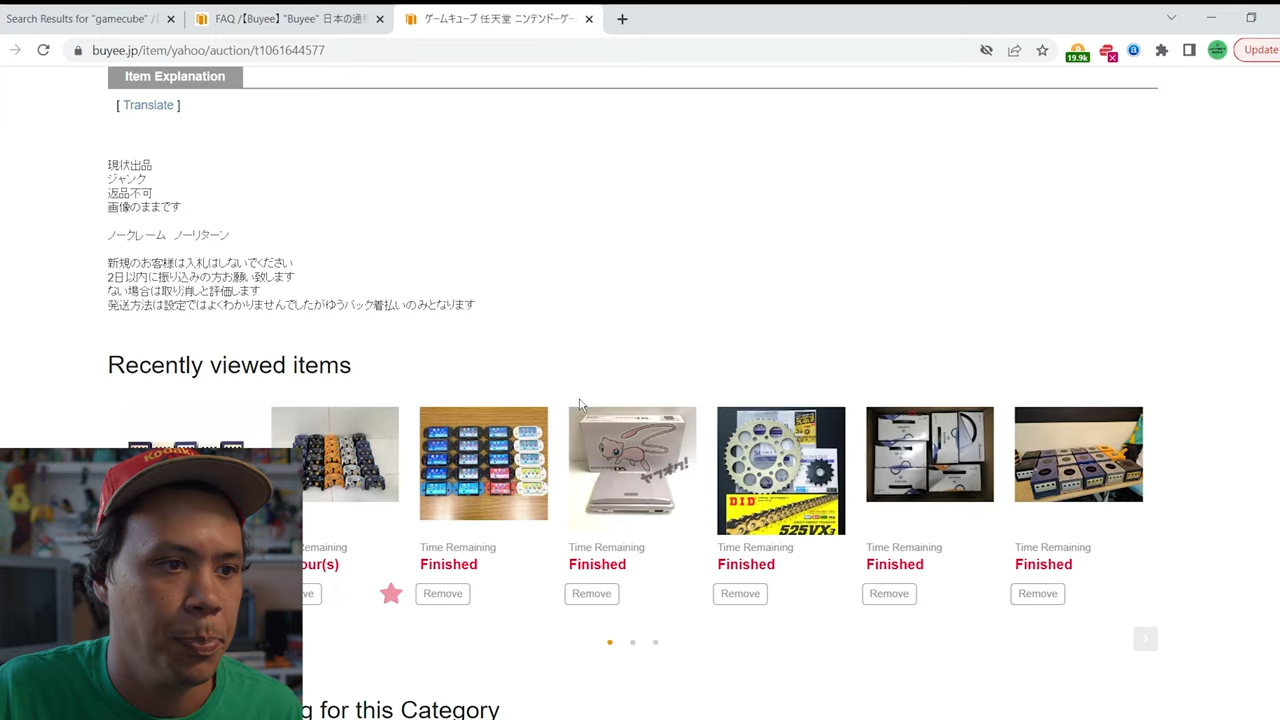 Search Results for "gamecube" /
FAQ /【Buyee】 "Buyee" 日本の通
ゲームキューブ 任天堂 ニンテンドーゲー
buyee.jp/item/yahoo/auction/t1061644577
19.9k
Update
Item Explanation
[ Translate ]
現状出品
ジャンク
返品不可
画像のままです
ノークレーム ノーリターン
新規のお客様は入札はしないでください
2日以内に振り込みの方お願い致します
ない場合は取り消しと評価します
発送方法は設定ではよくわかりませんでしたがゆうパック着払いのみとなります
Recently viewed items
DS
ヤフオク!
D.I.D
525VX3
Remaining
Time Remaining
Time Remaining
Time Remaining
Time Remaining
Time Remaining
our(s)
Finished
Finished
Finished
Finished
Finished
ve
Remove
Remove
Remove
Remove
Remove
Kodak
g for this Category